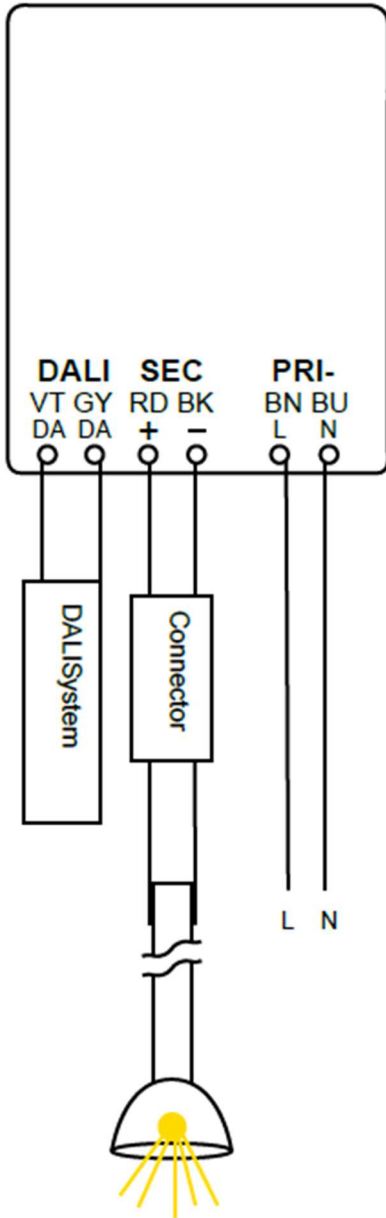 DALI SEC PRI-
VT GY RD BK BN BU
DA DA + − L N
DALISystem
Connector
L N